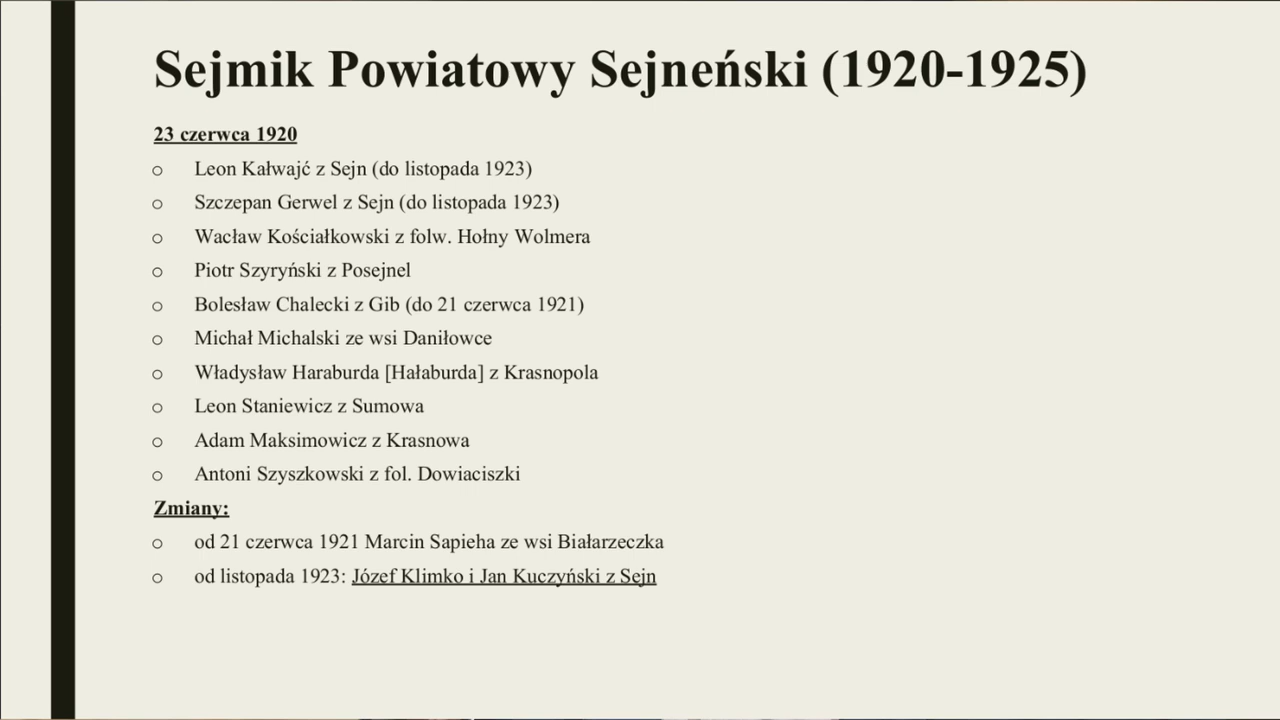 Sejmik Powiatowy Sejneński (1920-1925)
23 czerwca 1920
o Leon Kałwajć z Sejn (do listopada 1923)
o Szczepan Gerwel z Sejn (do listopada 1923)
o Wacław Kościałkowski z folw. Hołny Wolmera
o Piotr Szyryński z Posejnel
o Bolesław Chalecki z Gib (do 21 czerwca 1921)
o Michał Michalski ze wsi Daniłowce
o Władysław Haraburda [Hałaburda] z Krasnopola
o Leon Staniewicz z Sumowa
o Adam Maksimowicz z Krasnowa
o Antoni Szyszkowski z fol. Dowiaciszki
Zmiany:
o od 21 czerwca 1921 Marcin Sapieha ze wsi Białarzeczka
o od listopada 1923: Józef Klimko i Jan Kuczyński z Sejn